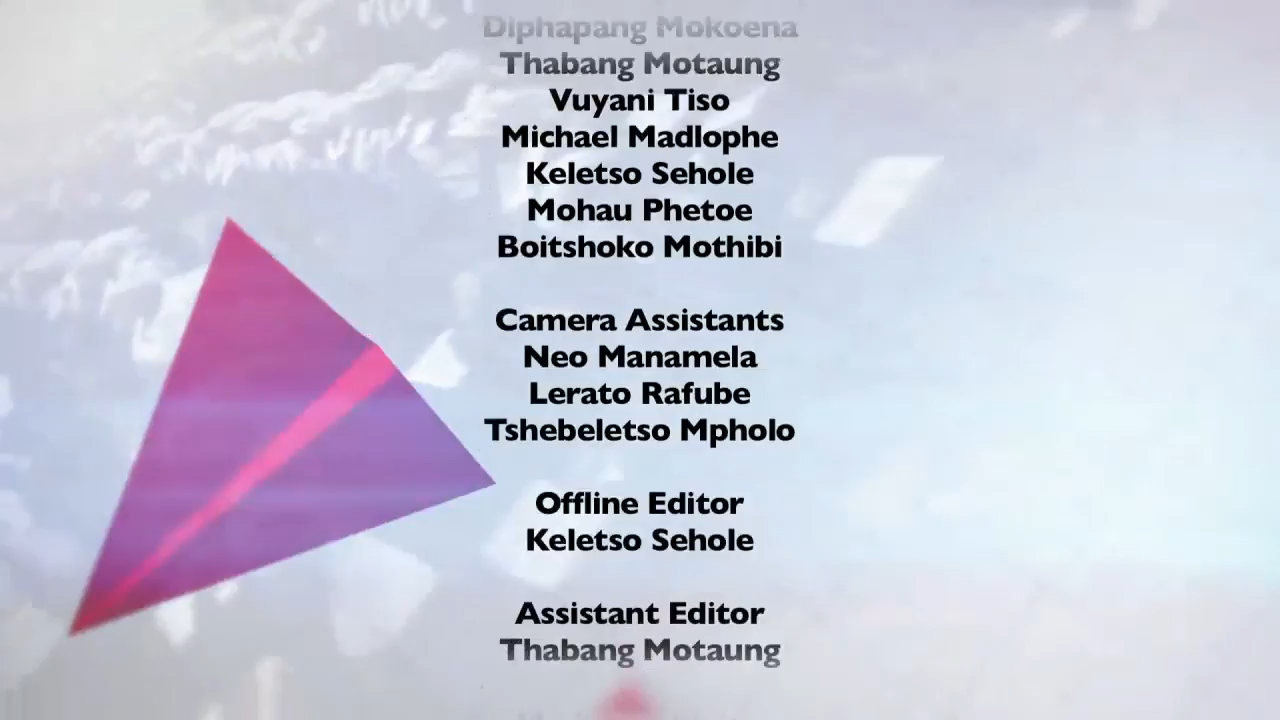 Diphapang Mokoena
Thabang Motaung
Vuyani Tiso
Michael Madlophe
Keletso Sehole
Mohau Phetoe
Boitshoko Mothibi
Camera Assistants
Neo Manamela
Lerato Rafube
Tshebeletso Mpholo
Offline Editor
Keletso Sehole
Assistant Editor
Thabang Motaung